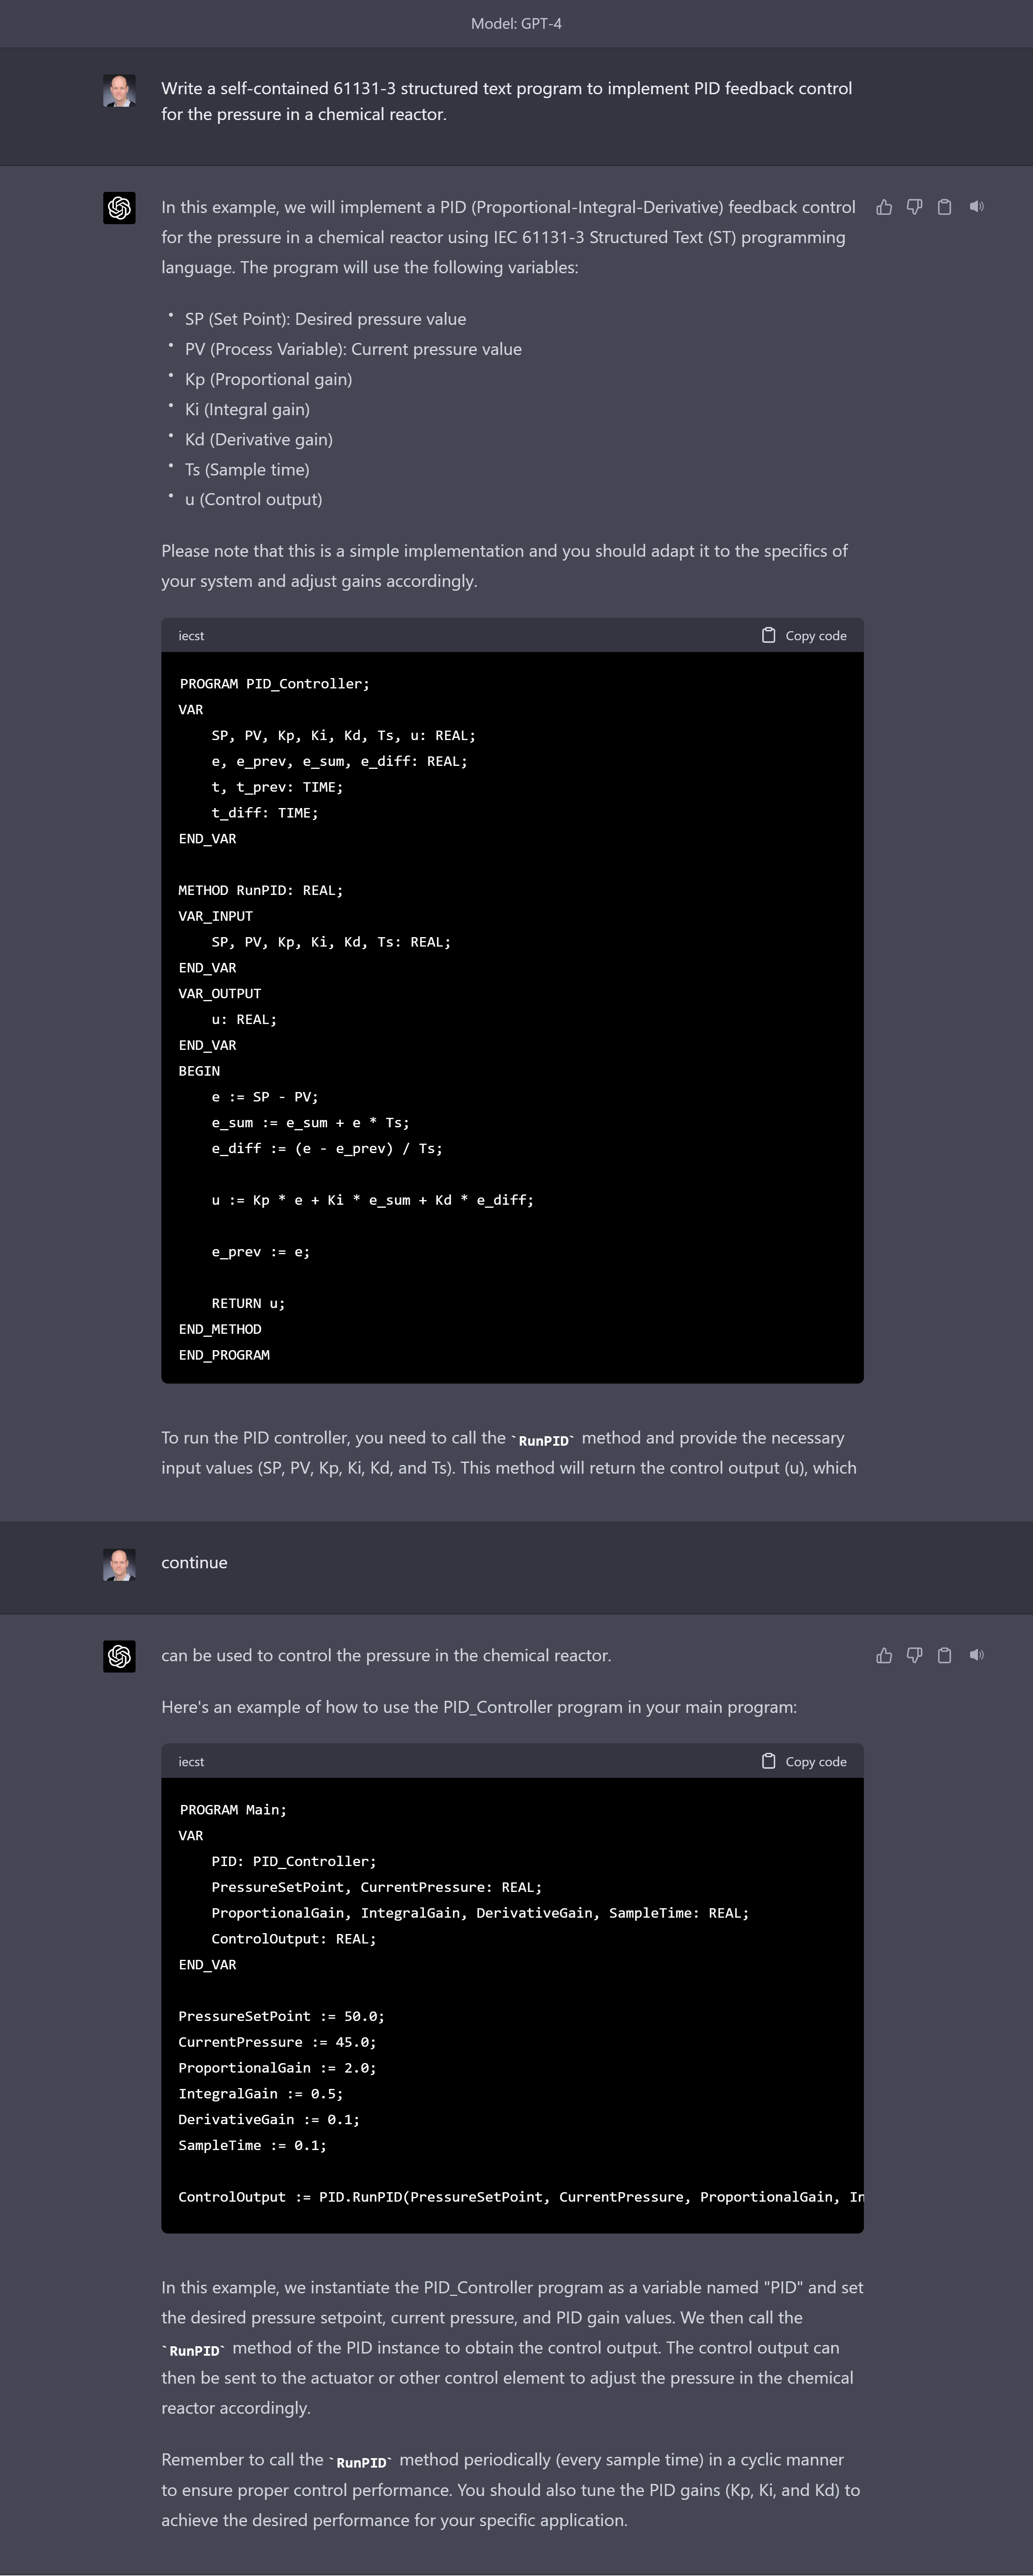 Model: GPT-4
Write a self-contained 61131-3 structured text program to implement PID feedback control
for the pressure in a chemical reactor.
In this example, we will implement a PID (Proportional-Integral-Derivative) feedback control
for the pressure in a chemical reactor using IEC 61131-3 Structured Text (ST) programming
language. The program will use the following variables:
• SP (Set Point): Desired pressure value
• PV (Process Variable): Current pressure value
• Kp (Proportional gain)
• Ki (Integral gain)
• Kd (Derivative gain)
• Ts (Sample time)
• u (Control output)
Please note that this is a simple implementation and you should adapt it to the specifics of
your system and adjust gains accordingly.
iecst Copy code
PROGRAM PID_Controller;
VAR
    SP, PV, Kp, Ki, Kd, Ts, u: REAL;
    e, e_prev, e_sum, e_diff: REAL;
    t, t_prev: TIME;
    t_diff: TIME;
END_VAR
METHOD RunPID: REAL;
VAR_INPUT
    SP, PV, Kp, Ki, Kd, Ts: REAL;
END_VAR
VAR_OUTPUT
    u: REAL;
END_VAR
BEGIN
    e := SP - PV;
    e_sum := e_sum + e * Ts;
    e_diff := (e - e_prev) / Ts;
    u := Kp * e + Ki * e_sum + Kd * e_diff;
    e_prev := e;
    RETURN u;
END_METHOD
END_PROGRAM
To run the PID controller, you need to call the `RunPID` method and provide the necessary
input values (SP, PV, Kp, Ki, Kd, and Ts). This method will return the control output (u), which
continue
can be used to control the pressure in the chemical reactor.
Here's an example of how to use the PID_Controller program in your main program:
iecst Copy code
PROGRAM Main;
VAR
    PID: PID_Controller;
    PressureSetPoint, CurrentPressure: REAL;
    ProportionalGain, IntegralGain, DerivativeGain, SampleTime: REAL;
    ControlOutput: REAL;
END_VAR
PressureSetPoint := 50.0;
CurrentPressure := 45.0;
ProportionalGain := 2.0;
IntegralGain := 0.5;
DerivativeGain := 0.1;
SampleTime := 0.1;
ControlOutput := PID.RunPID(PressureSetPoint, CurrentPressure, ProportionalGain, In
In this example, we instantiate the PID_Controller program as a variable named "PID" and set
the desired pressure setpoint, current pressure, and PID gain values. We then call the
`RunPID` method of the PID instance to obtain the control output. The control output can
then be sent to the actuator or other control element to adjust the pressure in the chemical
reactor accordingly.
Remember to call the `RunPID` method periodically (every sample time) in a cyclic manner
to ensure proper control performance. You should also tune the PID gains (Kp, Ki, and Kd) to
achieve the desired performance for your specific application.